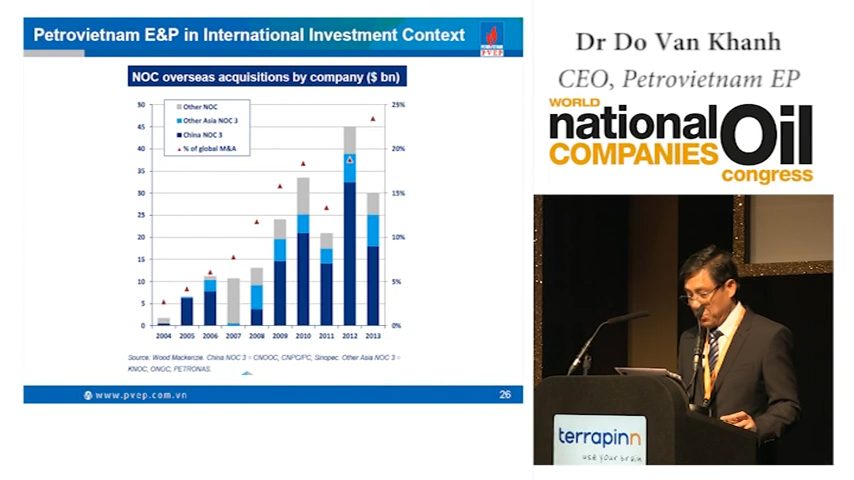 Petrovietnam E&P in International Investment Context
PETROVIETNAM
PVEP
NOC overseas acquisitions by company ($ bn)
50
45
40
35
30
25
20
15
10
5
0
Other NOC
Other Asia NOC 3
China NOC 3
% of global M&A
25%
20%
15%
10%
5%
0%
2004 2005 2006 2007 2008 2009 2010 2011 2012 2013
Source: Wood Mackenzie. China NOC 3 = CNOOC, CNPC/PC, Sinopec. Other Asia NOC 3 =
KNOC, ONGC, PETRONAS.
www.pvep.com.vn
26
Dr Do Van Khanh
CEO, Petrovietnam EP
WORLD
national Oil
COMPANIES
congress
terrapinn
use your brain